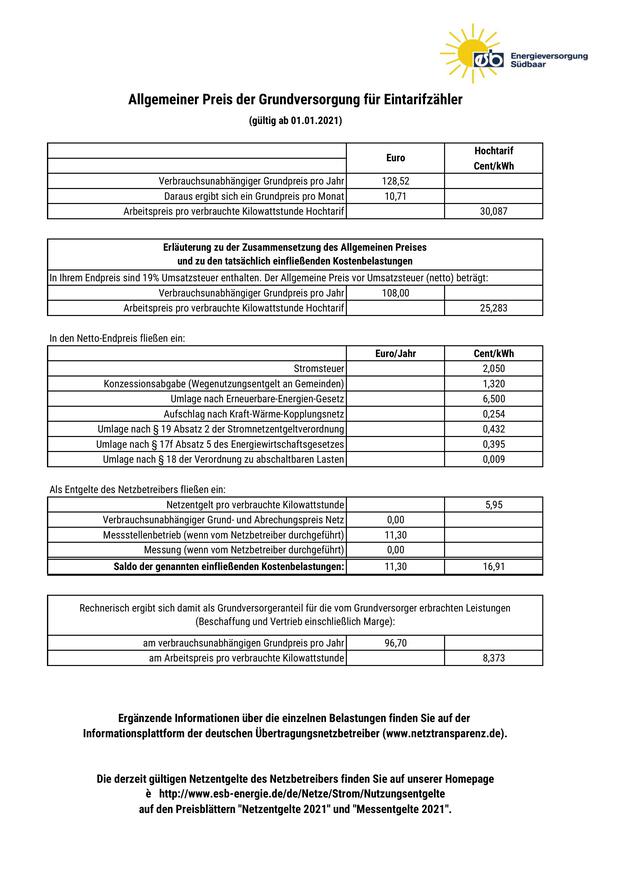 esb Energieversorgung
Südbaar
Allgemeiner Preis der Grundversorgung für Eintarifzähler
(gültig ab 01.01.2021)
Euro Hochtarif
Cent/kWh
Verbrauchsunabhängiger Grundpreis pro Jahr 128,52
Daraus ergibt sich ein Grundpreis pro Monat 10,71
Arbeitspreis pro verbrauchte Kilowattstunde Hochtarif 30,087
Erläuterung zu der Zusammensetzung des Allgemeinen Preises
und zu den tatsächlich einfließenden Kostenbelastungen
In Ihrem Endpreis sind 19% Umsatzsteuer enthalten. Der Allgemeine Preis vor Umsatzsteuer (netto) beträgt:
Verbrauchsunabhängiger Grundpreis pro Jahr 108,00
Arbeitspreis pro verbrauchte Kilowattstunde Hochtarif 25,283
In den Netto-Endpreis fließen ein:
Euro/Jahr Cent/kWh
Stromsteuer 2,050
Konzessionsabgabe (Wegenutzungsentgelt an Gemeinden) 1,320
Umlage nach Erneuerbare-Energien-Gesetz 6,500
Aufschlag nach Kraft-Wärme-Kopplungsnetz 0,254
Umlage nach § 19 Absatz 2 der Stromnetzentgeltverordnung 0,432
Umlage nach § 17f Absatz 5 des Energiewirtschaftsgesetzes 0,395
Umlage nach § 18 der Verordnung zu abschaltbaren Lasten 0,009
Als Entgelte des Netzbetreibers fließen ein:
Netzentgelt pro verbrauchte Kilowattstunde 5,95
Verbrauchsunabhängiger Grund- und Abrechungspreis Netz 0,00
Messstellenbetrieb (wenn vom Netzbetreiber durchgeführt) 11,30
Messung (wenn vom Netzbetreiber durchgeführt) 0,00
Saldo der genannten einfließenden Kostenbelastungen: 11,30 16,91
Rechnerisch ergibt sich damit als Grundversorgeranteil für die vom Grundversorger erbrachten Leistungen
(Beschaffung und Vertrieb einschließlich Marge):
am verbrauchsunabhängigen Grundpreis pro Jahr 96,70
am Arbeitspreis pro verbrauchte Kilowattstunde 8,373
Ergänzende Informationen über die einzelnen Belastungen finden Sie auf der
Informationsplattform der deutschen Übertragungsnetzbetreiber (www.netztransparenz.de).
Die derzeit gültigen Netzentgelte des Netzbetreibers finden Sie auf unserer Homepage
è http://www.esb-energie.de/de/Netze/Strom/Nutzungsentgelte
auf den Preisblättern "Netzentgelte 2021" und "Messentgelte 2021".